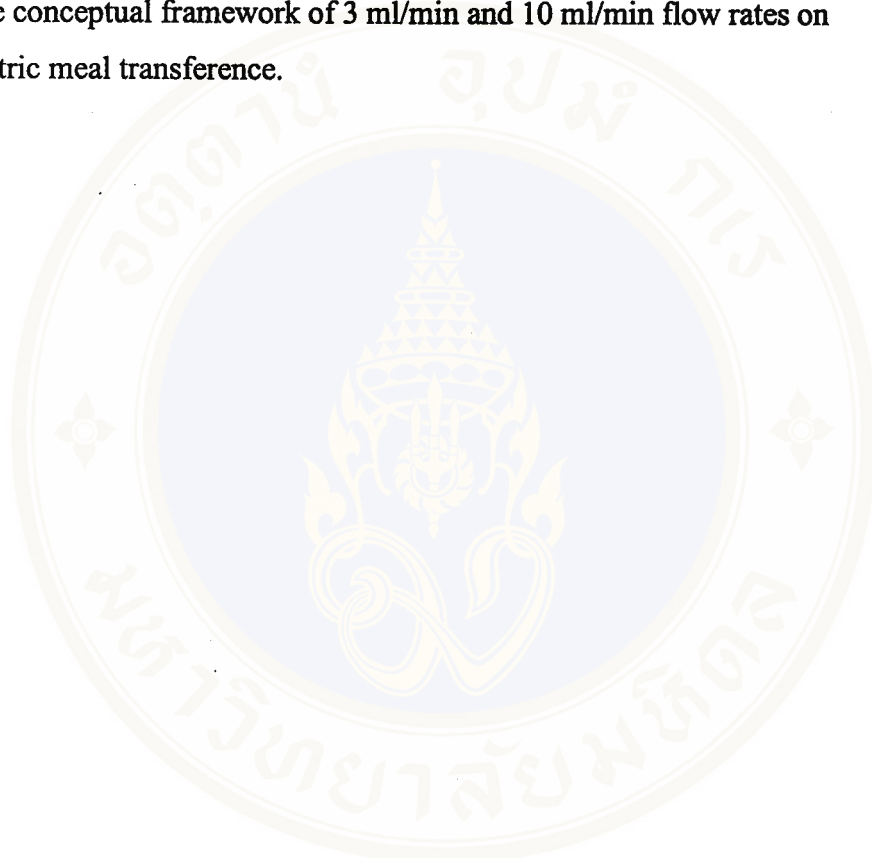 conceptual framework of 3 ml/min and 10 ml/min flow rates on
meal transference.
อตฺตานํ อุปมํ กเร
มหาวิทยาลัยมหิดล